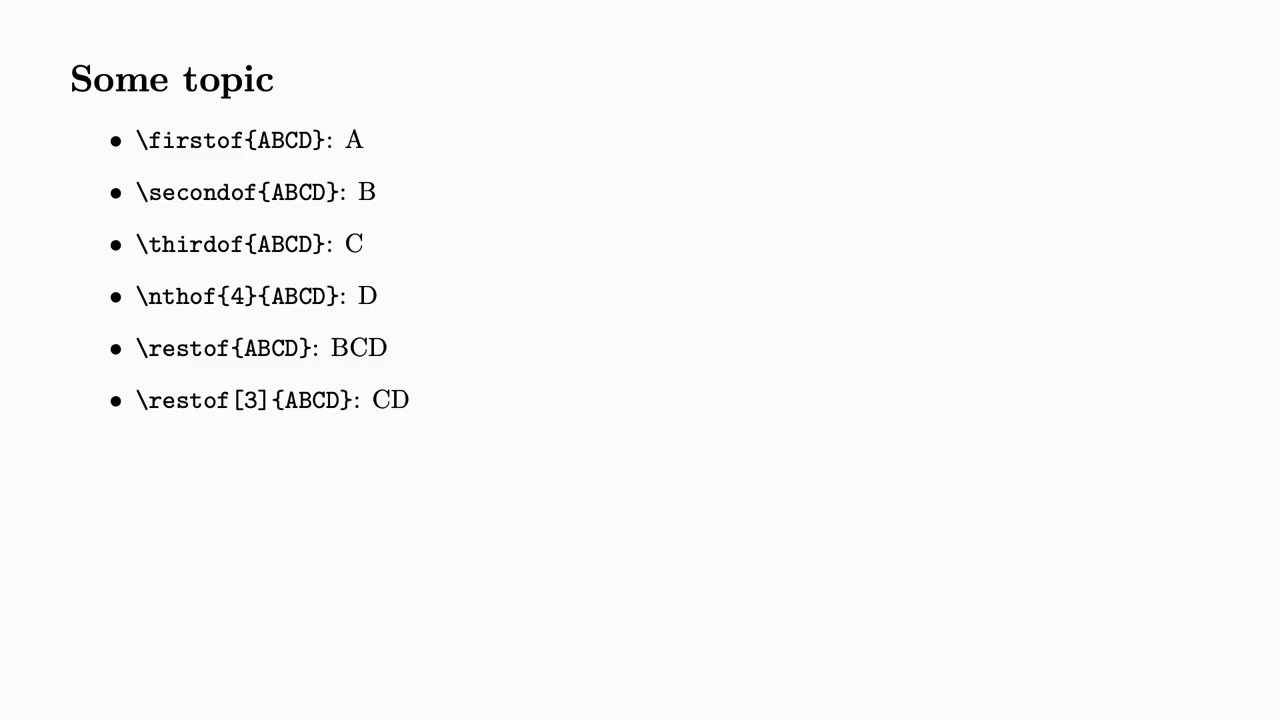 Some topic
• \firstof{ABCD}: A
• \secondof{ABCD}: B
• \thirdof{ABCD}: C
• \nthof{4}{ABCD}: D
• \restof{ABCD}: BCD
• \restof[3]{ABCD}: CD